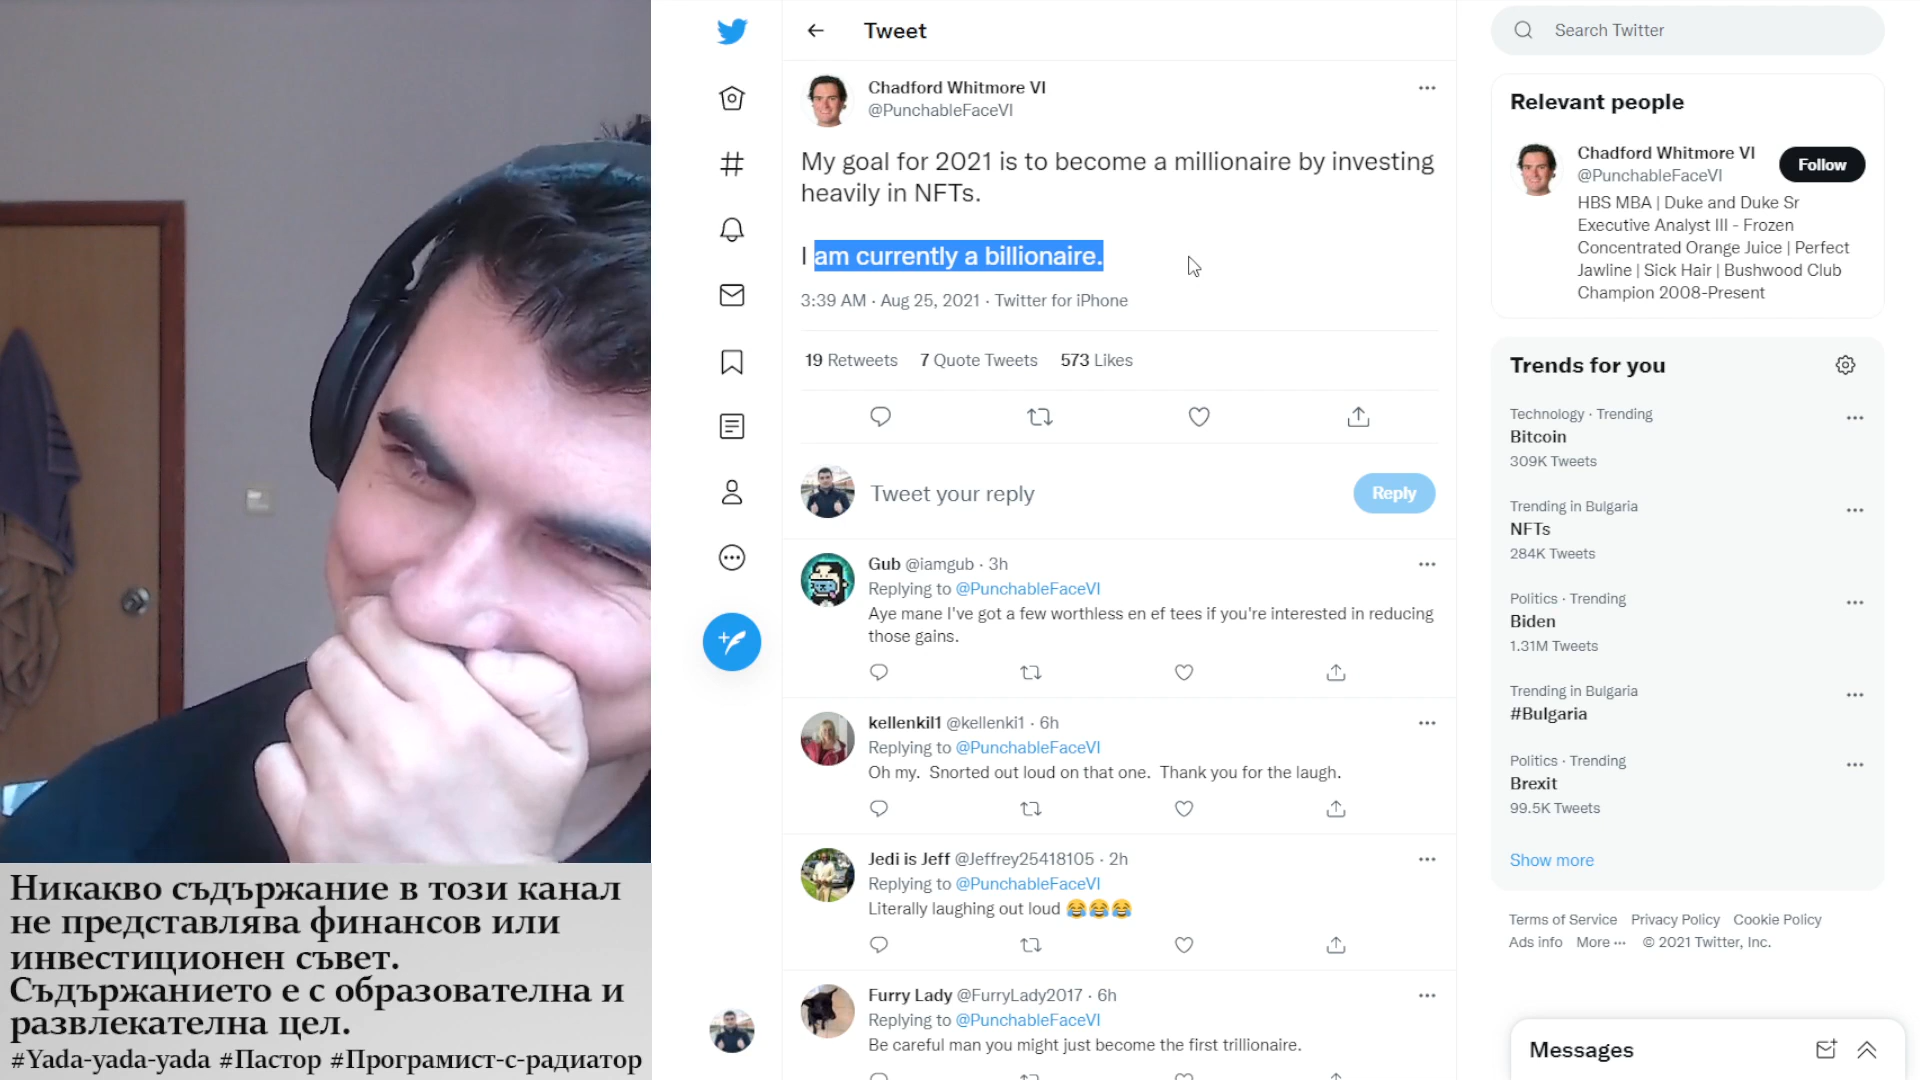 Tweet
Chadford Whitmore VI
@PunchableFaceVI
My goal for 2021 is to become a millionaire by investing
heavily in NFTs.
I am currently a billionaire.
3:39 AM · Aug 25, 2021 · Twitter for iPhone
19 Retweets 7 Quote Tweets 573 Likes
Tweet your reply
Reply
Gub @iamgub · 3h
Replying to @PunchableFaceVI
Aye mane I've got a few worthless en ef tees if you're interested in reducing
those gains.
kellenkil1 @kellenki1 · 6h
Replying to @PunchableFaceVI
Oh my.  Snorted out loud on that one.  Thank you for the laugh.
Jedi is Jeff @Jeffrey25418105 · 2h
Replying to @PunchableFaceVI
Literally laughing out loud 😂😂😂
Furry Lady @FurryLady2017 · 6h
Replying to @PunchableFaceVI
Be careful man you might just become the first trillionaire.
Search Twitter
Relevant people
Chadford Whitmore VI
@PunchableFaceVI
Follow
HBS MBA | Duke and Duke Sr
Executive Analyst III - Frozen
Concentrated Orange Juice | Perfect
Jawline | Sick Hair | Bushwood Club
Champion 2008-Present
Trends for you
Technology · Trending
Bitcoin
309K Tweets
Trending in Bulgaria
NFTs
284K Tweets
Politics · Trending
Biden
1.31M Tweets
Trending in Bulgaria
#Bulgaria
Politics · Trending
Brexit
99.5K Tweets
Show more
Terms of Service Privacy Policy Cookie Policy
Ads info More ··· © 2021 Twitter, Inc.
Messages
Никакво съдържание в този канал
не представлява финансов или
инвестиционен съвет.
Съдържанието е с образователна и
развлекателна цел.
#Yada-yada-yada #Пастор #Програмист-с-радиатор